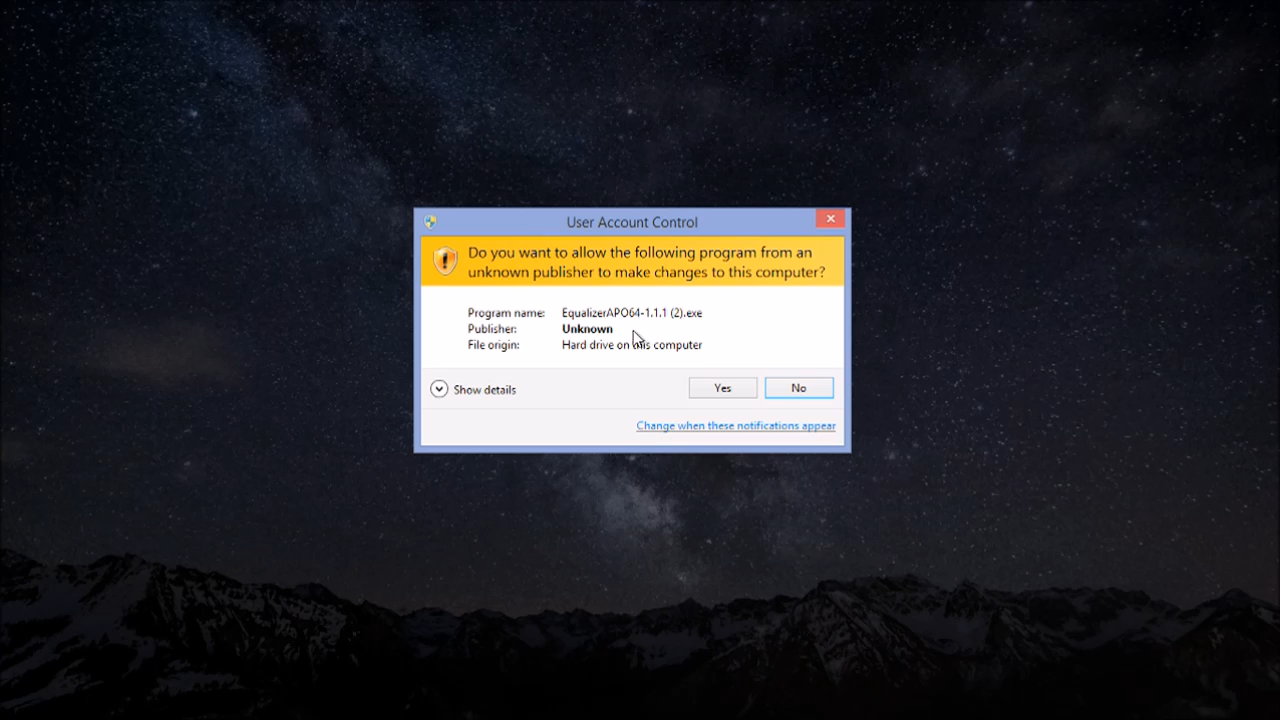 User Account Control
Do you want to allow the following program from an
unknown publisher to make changes to this computer?
Program name: EqualizerAPO64-1.1.1 (2).exe
Publisher: Unknown
File origin: Hard drive on this computer
Show details
Yes
No
Change when these notifications appear